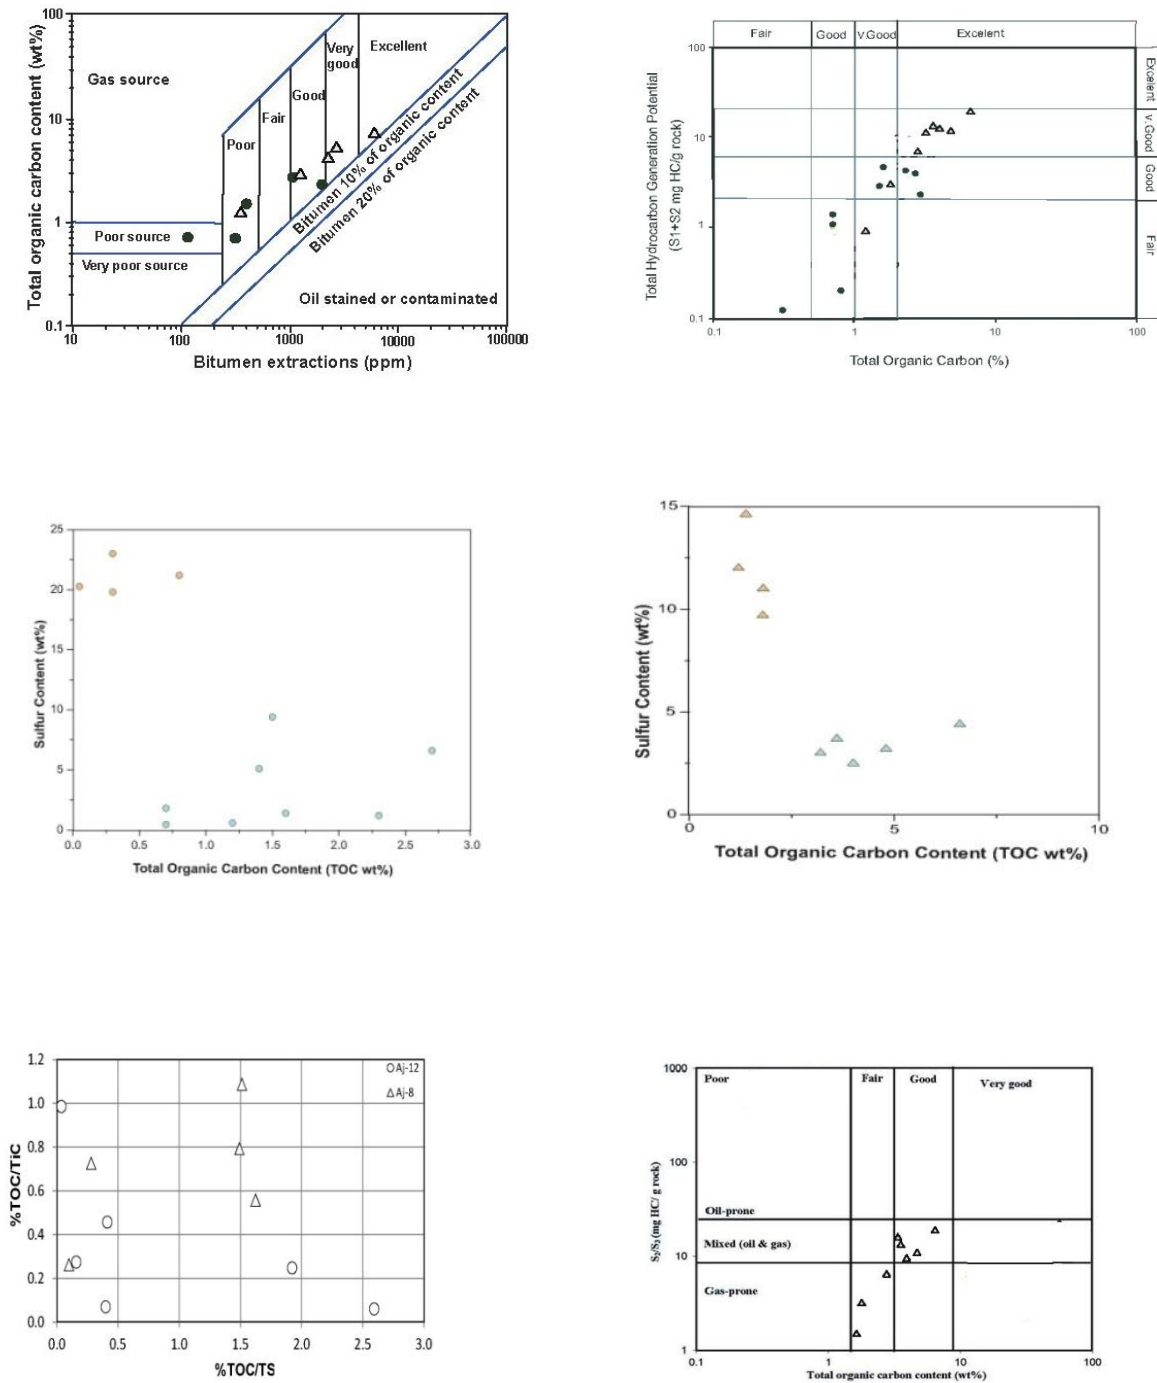 Total organic carbon content (wt%)
100
10
1
0.1
Gas source
Poor
Fair
Good
Very
good
Excellent
Bitumen 10% of organic content
Bitumen 20% of organic content
Poor source
Very poor source
Oil stained or contaminated
10
100
1000
10000
100000
Bitumen extractions (ppm)
Fair
Good
v.Good
Excelent
Total Hydrocarbon Generation Potential
(S1+S2 mg HC/g rock)
100
10
1
0.1
Excelent
v.Good
Good
Fair
0.1
1
10
100
Total Organic Carbon (%)
Sulfur Content (wt%)
25
20
15
10
5
0
0.0
0.5
1.0
1.5
2.0
2.5
3.0
Total Organic Carbon Content (TOC wt%)
Sulfur Content (wt%)
15
10
5
0
0
5
10
Total Organic Carbon Content (TOC wt%)
%TOC/TiC
1.2
1.0
0.8
0.6
0.4
0.2
0.0
Aj-12
Aj-8
0.0
0.5
1.0
1.5
2.0
2.5
3.0
%TOC/TS
S₂/S₃ (mg HC/ g rock)
1000
100
10
1
Poor
Fair
Good
Very good
Oil-prone
Mixed (oil & gas)
Gas-prone
0.1
1
10
100
Total organic carbon content (wt%)